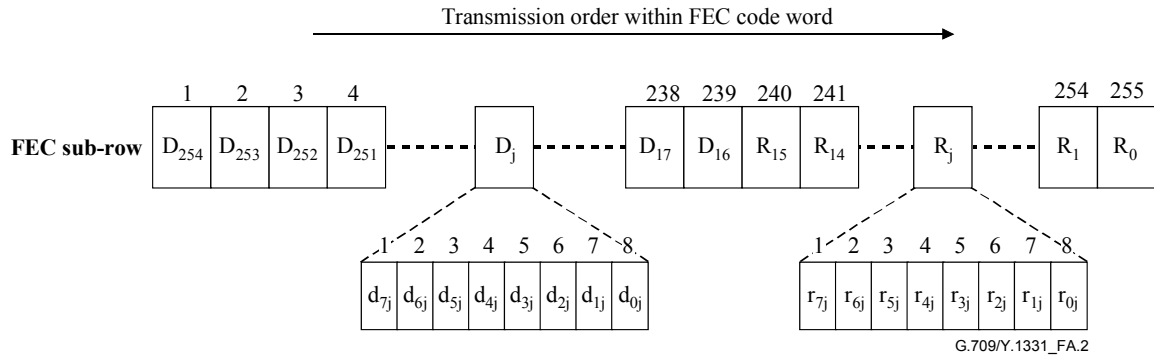 Transmission order within FEC code word
1 2 3 4 238 239 240 241 254 255
FEC sub-row D254 D253 D252 D251 Dj D17 D16 R15 R14 Rj R1 R0
1 2 3 4 5 6 7 8 1 2 3 4 5 6 7 8
d7j d6j d5j d4j d3j d2j d1j d0j r7j r6j r5j r4j r3j r2j r1j r0j
G.709/Y.1331_FA.2